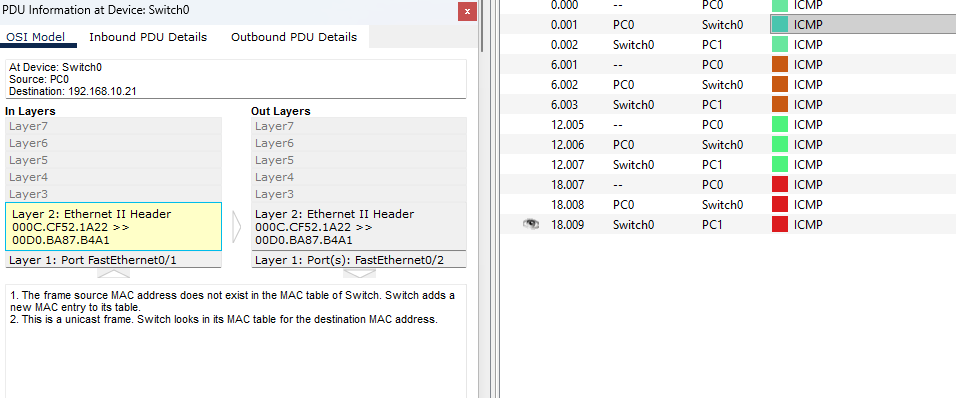 PDU Information at Device: Switch0
x
OSI Model Inbound PDU Details Outbound PDU Details
At Device: Switch0
Source: PC0
Destination: 192.168.10.21
In Layers Out Layers
Layer7 Layer7
Layer6 Layer6
Layer5 Layer5
Layer4 Layer4
Layer3 Layer3
Layer 2: Ethernet II Header 000C.CF52.1A22 >> 00D0.BA87.B4A1
Layer 2: Ethernet II Header 000C.CF52.1A22 >> 00D0.BA87.B4A1
Layer 1: Port FastEthernet0/1 Layer 1: Port(s): FastEthernet0/2
1. The frame source MAC address does not exist in the MAC table of Switch. Switch adds a
new MAC entry to its table.
2. This is a unicast frame. Switch looks in its MAC table for the destination MAC address.
0.000 -- PC0 ICMP
0.001 PC0 Switch0 ICMP
0.002 Switch0 PC1 ICMP
6.001 -- PC0 ICMP
6.002 PC0 Switch0 ICMP
6.003 Switch0 PC1 ICMP
12.005 -- PC0 ICMP
12.006 PC0 Switch0 ICMP
12.007 Switch0 PC1 ICMP
18.007 -- PC0 ICMP
18.008 PC0 Switch0 ICMP
18.009 Switch0 PC1 ICMP